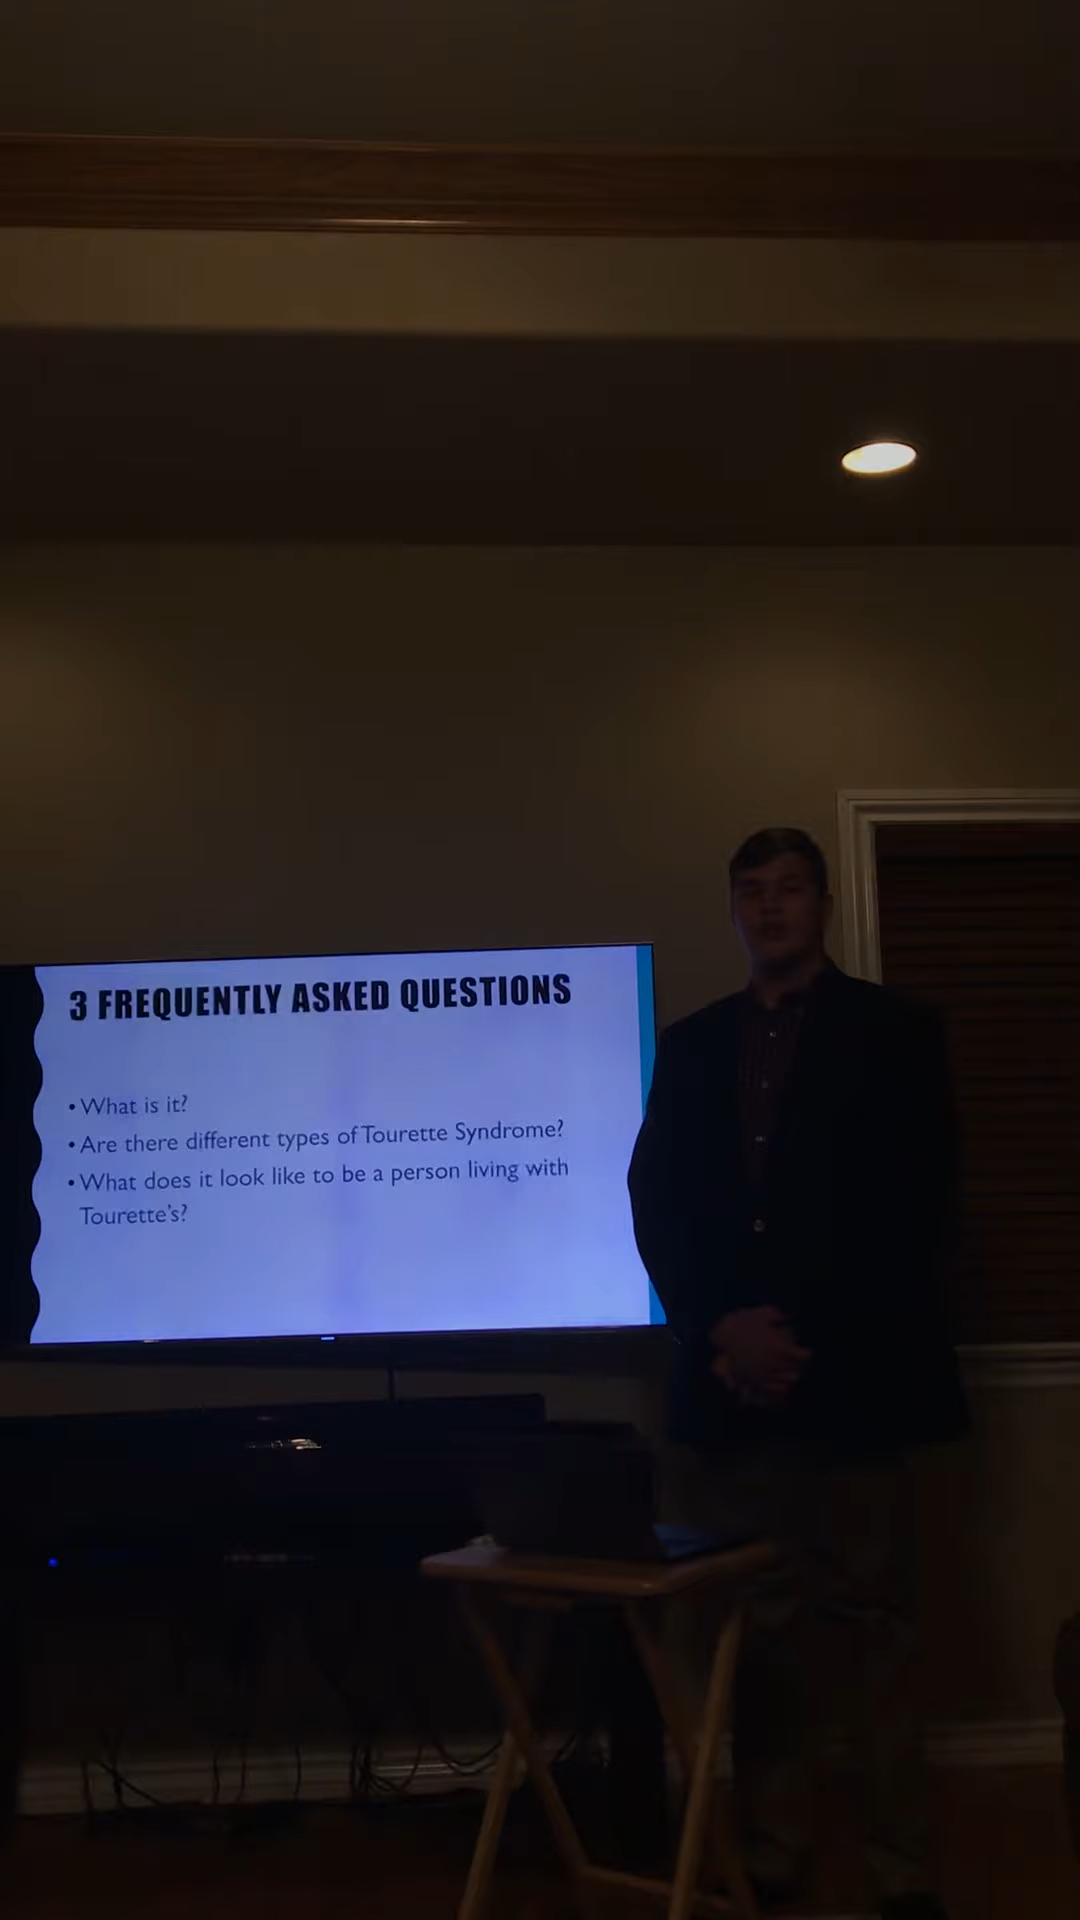 3 FREQUENTLY ASKED QUESTIONS
• What is it?
• Are there different types of Tourette Syndrome?
• What does it look like to be a person living with
Tourette's?